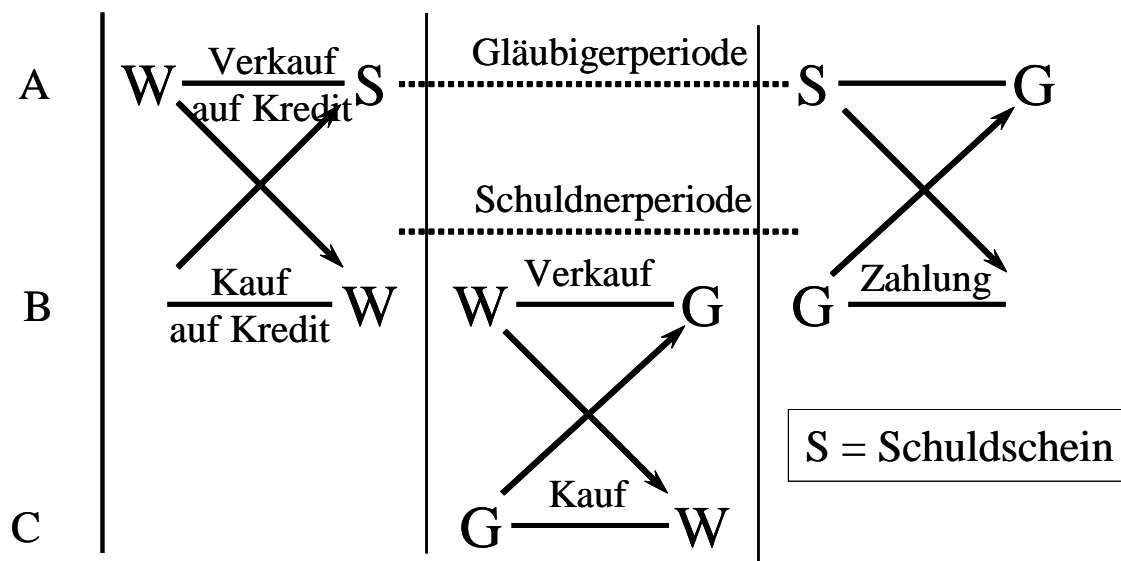 Verkauf
Gläubigerperiode
A W S S G
auf Kredit
Schuldnerperiode
Kauf Verkauf Zahlung
B W W G G
auf Kredit
S = Schuldschein
Kauf
C G W